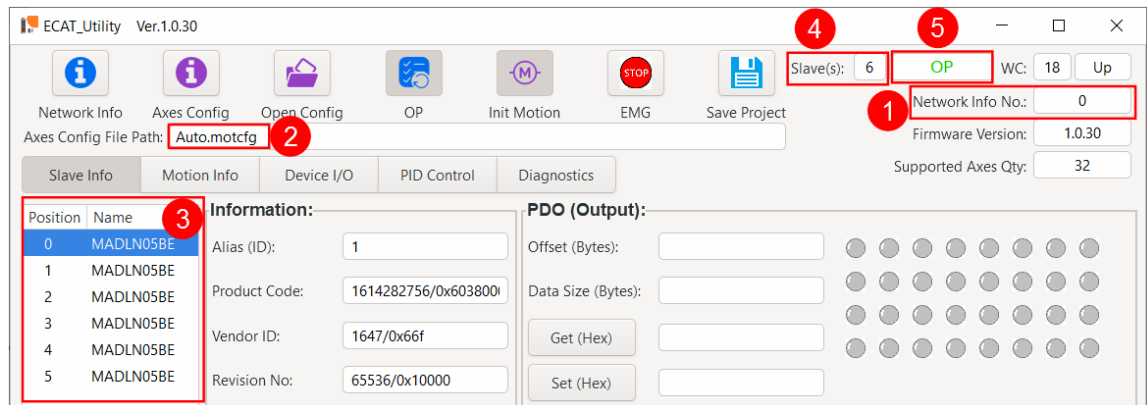 ECAT_Utility Ver.1.0.30
4
5
Slave(s): 6
OP
WC: 18 Up
STOP
M
Network Info
Axes Config
Open Config
OP
Init Motion
EMG
Save Project
1
Network Info No.: 0
Axes Config File Path: Auto.motcfg
2
Firmware Version: 1.0.30
Supported Axes Qty: 32
Slave Info
Motion Info
Device I/O
PID Control
Diagnostics
Position Name
3
0 MADLN05BE
1 MADLN05BE
2 MADLN05BE
3 MADLN05BE
4 MADLN05BE
5 MADLN05BE
Information:
Alias (ID): 1
Product Code: 1614282756/0x603800
Vendor ID: 1647/0x66f
Revision No: 65536/0x10000
PDO (Output):
Offset (Bytes):
Data Size (Bytes):
Get (Hex)
Set (Hex)